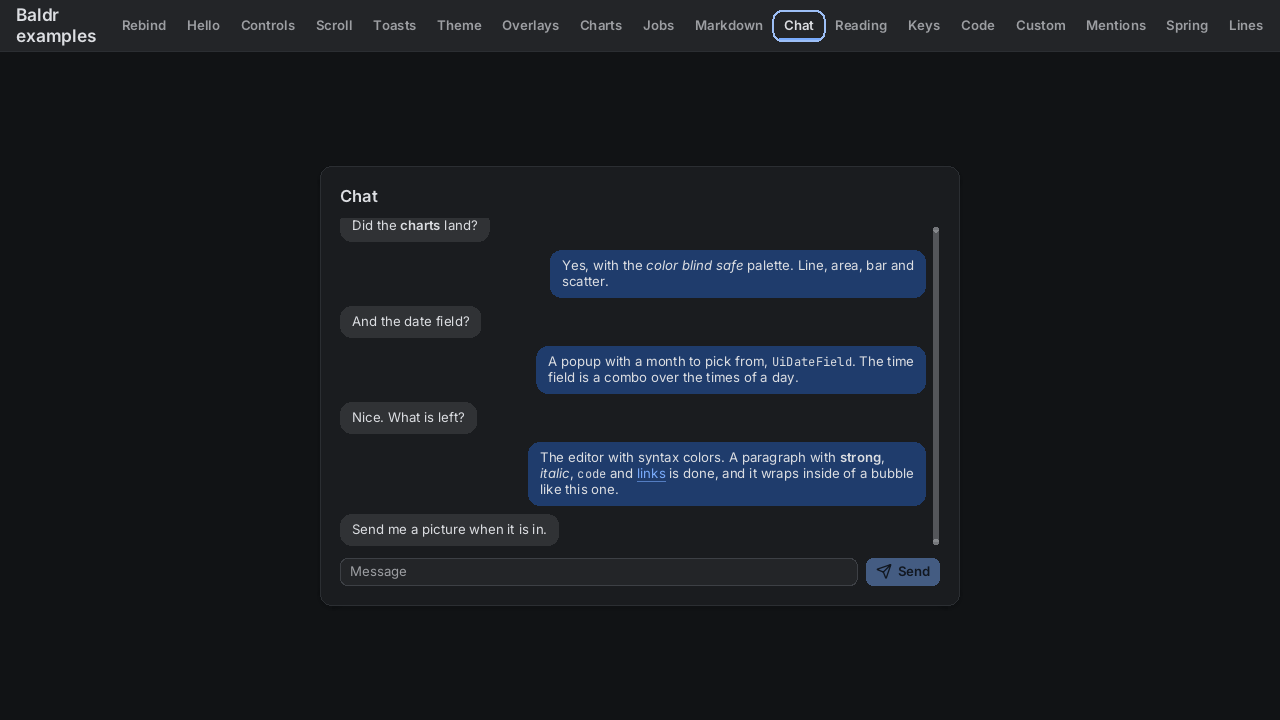 Baldr
examples
Rebind Hello Controls Scroll Toasts Theme Overlays Charts Jobs Markdown Chat Reading Keys Code Custom Mentions Spring Lines
Chat
Did the charts land?
Yes, with the color blind safe palette. Line, area, bar and
scatter.
And the date field?
A popup with a month to pick from, UiDateField. The time
field is a combo over the times of a day.
Nice. What is left?
The editor with syntax colors. A paragraph with strong,
italic, code and links is done, and it wraps inside of a bubble
like this one.
Send me a picture when it is in.
Message
Send